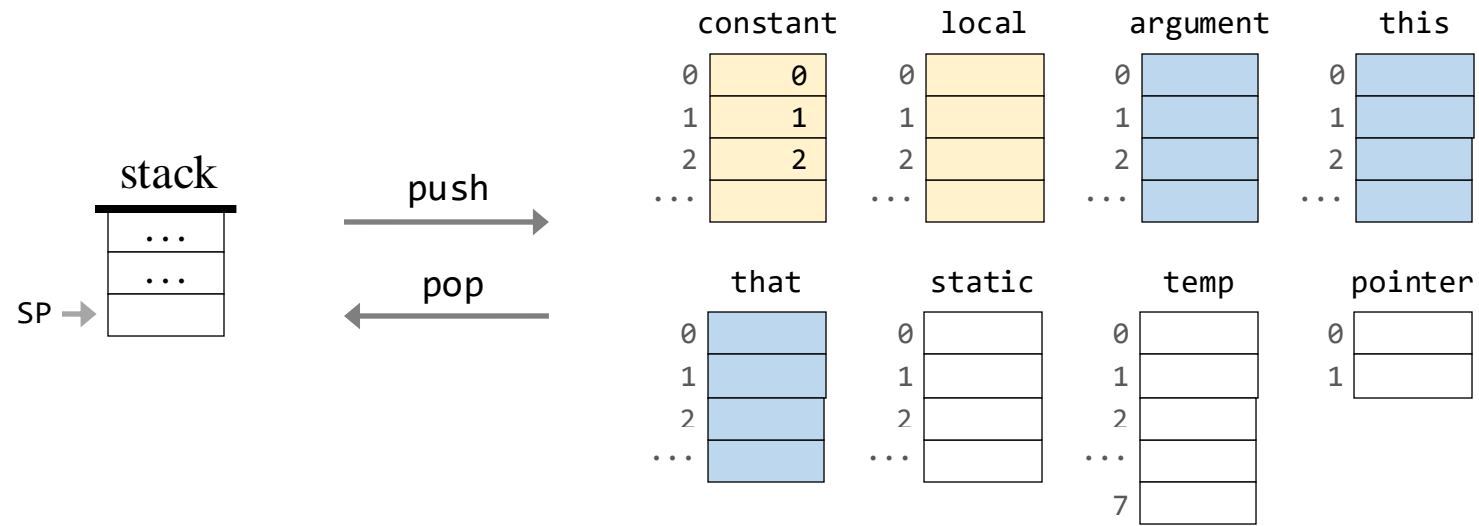 constant local argument this
0 0 0 0 0
1 1 1 1 1
2 2 2 2 2
... ... ... ...
stack
push
...
...
pop
SP
that static temp pointer
0 0 0 0
1 1 1 1
2 2 2
... ... ...
7